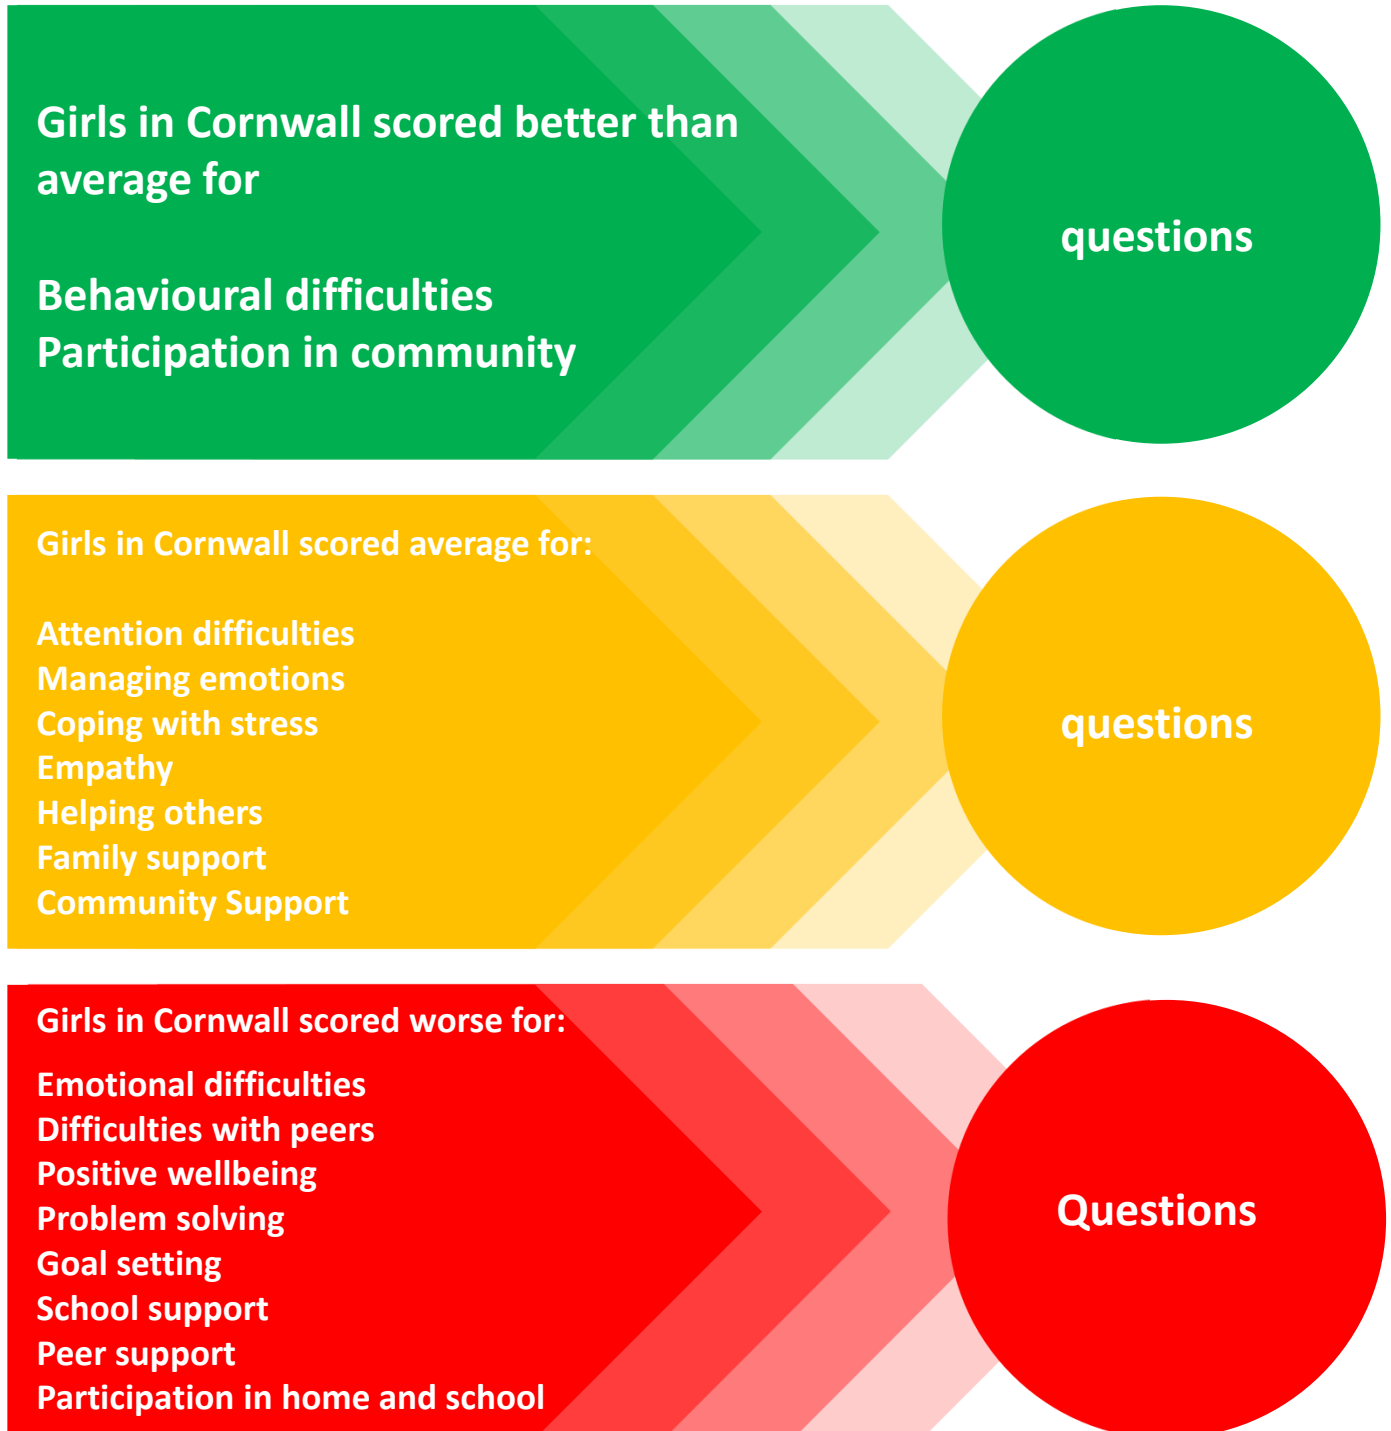 Girls in Cornwall scored better than
average for
Behavioural difficulties
Participation in community
questions
Girls in Cornwall scored average for:
Attention difficulties
Managing emotions
Coping with stress
Empathy
Helping others
Family support
Community Support
questions
Girls in Cornwall scored worse for:
Emotional difficulties
Difficulties with peers
Positive wellbeing
Problem solving
Goal setting
School support
Peer support
Participation in home and school
Questions